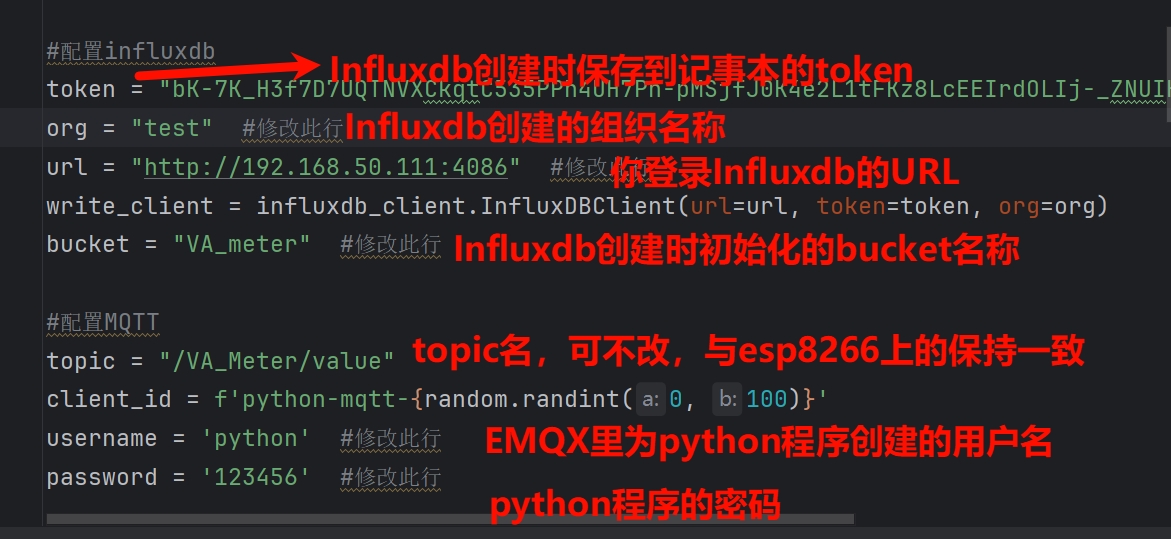 #配置influxdb
Influxdb创建时保存到记事本的token
token = "bK-7K_H3f7D7UQTNVXCkqtC535PPh4UH7Ph-pMSjfJ0k4e2L1tFKz8LcEEIrdOLIj-_ZNUI
org = "test" #修改此行 Influxdb创建的组织名称
url = "http://192.168.50.111:4086" #修改此行 你登录Influxdb的URL
write_client = influxdb_client.InfluxDBClient(url=url, token=token, org=org)
bucket = "VA_meter" #修改此行 Influxdb创建时初始化的bucket名称
#配置MQTT
topic = "/VA_Meter/value" topic名，可不改，与esp8266上的保持一致
client_id = f'python-mqtt-{random.randint( a: 0, b: 100)}'
username = 'python' #修改此行 EMQX里为python程序创建的用户名
password = '123456' #修改此行
python程序的密码